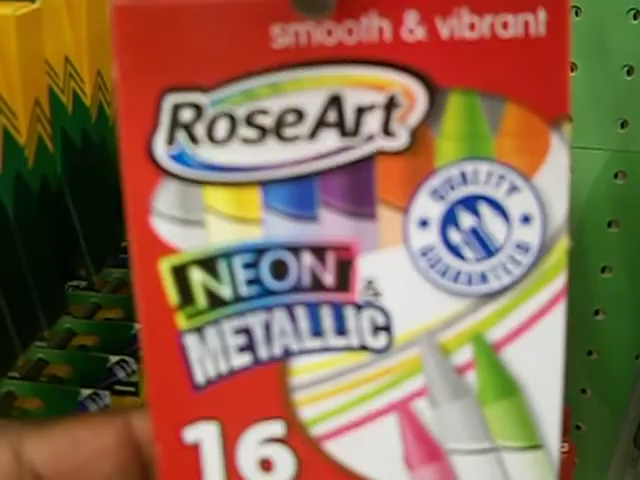 smooth & vibrant
RoseArt
QUALITY
GUARANTEED
NEON
&
METALLIC
16